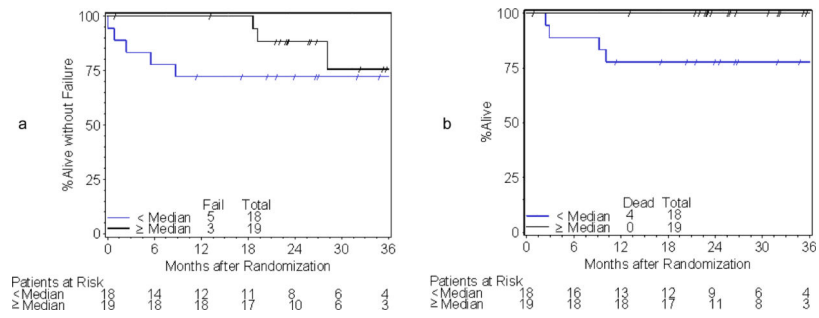 a
%Alive without Failure
100
75
50
25
0
Fail Total
< Median 5 18
≥ Median 3 19
0 6 12 18 24 30 36
Months after Randomization
Patients at Risk
<Median 18 14 12 11 8 6 4
≥Median 19 18 18 17 10 6 3
b
%Alive
100
75
50
25
0
Dead Total
< Median 4 18
≥ Median 0 19
0 6 12 18 24 30 36
Months after Randomization
Patients at Risk
<Median 18 16 13 12 9 6 4
≥Median 19 18 18 17 11 8 3